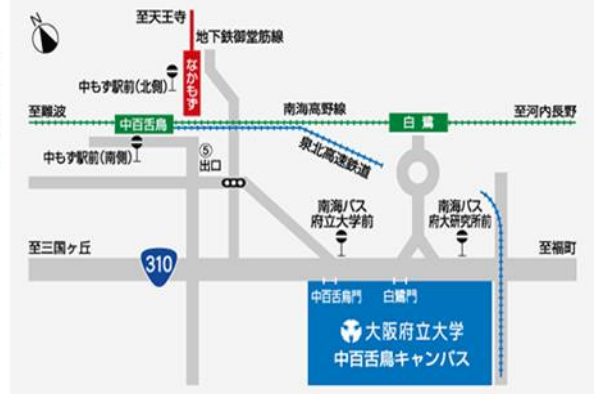 至天王寺
地下鉄御堂筋線
なかもず
中もず駅前(北側)
至難波
南海高野線
至河内長野
中百舌鳥
白鷺
中もず駅前(南側)
⑤
出口
泉北高速鉄道
南海バス
府立大学前
南海バス
府大研究所前
至三国ヶ丘
310
至福町
中百舌鳥門
白鷺門
大阪府立大学
中百舌鳥キャンパス